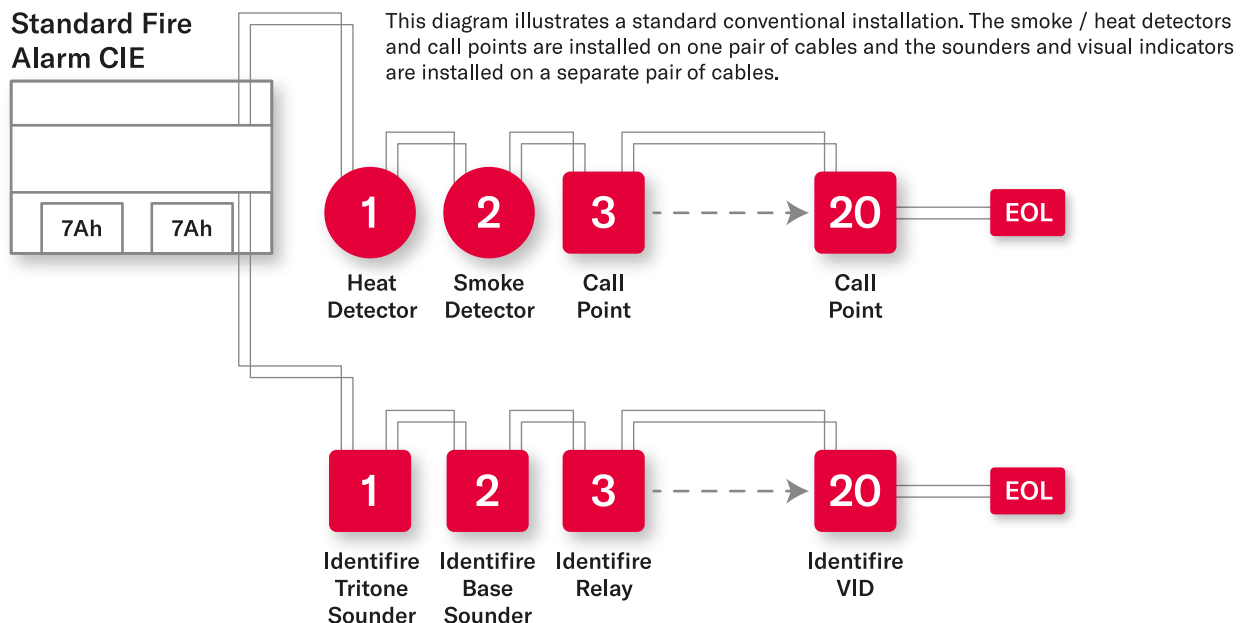 Standard Fire
Alarm CIE
This diagram illustrates a standard conventional installation. The smoke / heat detectors
and call points are installed on one pair of cables and the sounders and visual indicators
are installed on a separate pair of cables.
7Ah
7Ah
1
2
3
20
EOL
Heat
Detector
Smoke
Detector
Call
Point
Call
Point
1
2
3
20
EOL
Identifire
Tritone
Sounder
Identifire
Base
Sounder
Identifire
Relay
Identifire
VID